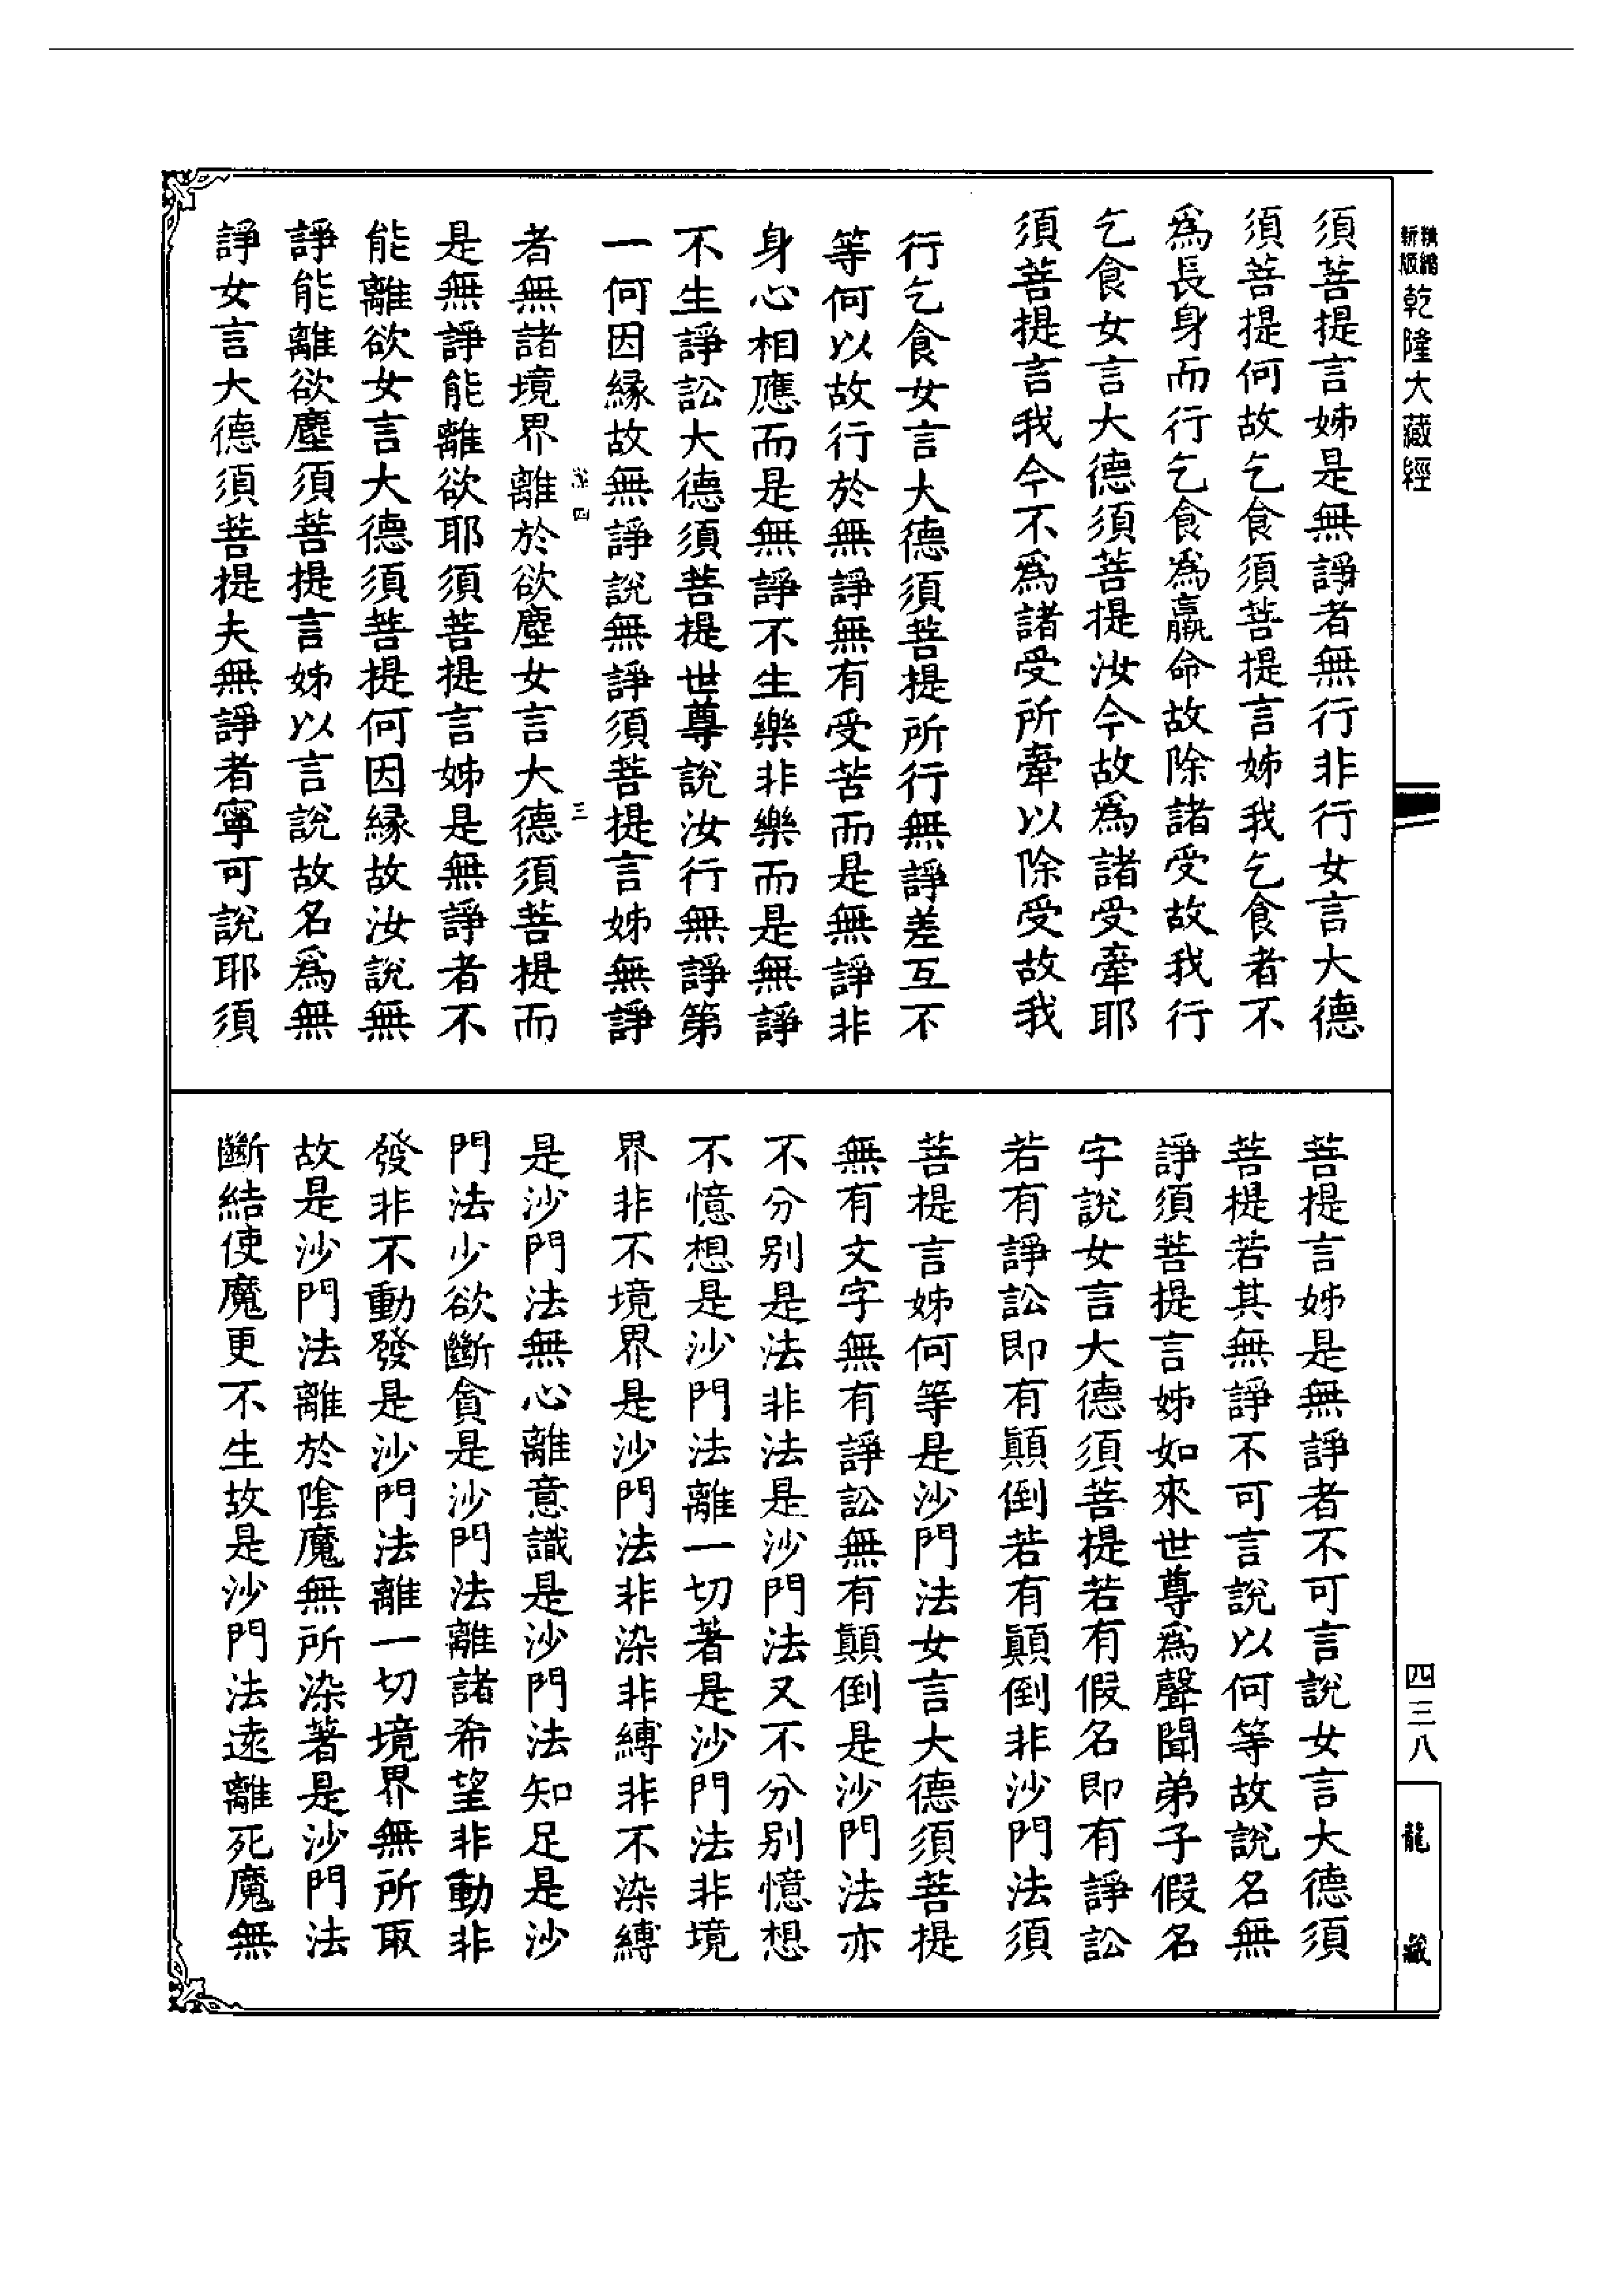 精縮新版乾隆大藏經
須菩提言姊是無諍者無行非行女言大德
須菩提何故乞食須菩提言姊我乞食者不
爲長身而行乞食爲羸命故除諸受故我行
乞食女言大德須菩提汝今故爲諸受牽耶
須菩提言我今不爲諸受所牽以除受故我
行乞食女言大德須菩提所行無諍差互不
等何以故行於無諍無有受苦而是無諍非
身心相應而是無諍不生樂非樂而是無諍
不生諍訟大德須菩提世尊說汝行無諍第
一何因緣故無諍說無諍須菩提言姊無諍
四 三
者無諸境界離於欲塵女言大德須菩提而
是無諍能離欲耶須菩提言姊是無諍者不
能離欲女言大德須菩提何因緣故汝說無
諍能離欲塵須菩提言姊以言說故名爲無
諍女言大德須菩提夫無諍者寧可說耶須
菩提言姊是無諍者不可言說女言大德須
菩提若其無諍不可言說以何等故說名無
諍須菩提言姊如來世尊爲聲聞弟子假名
字說女言大德須菩提若有假名即有諍訟
若有諍訟即有顚倒若有顚倒非沙門法須
菩提言姊何等是沙門法女言大德須菩提
無有文字無有諍訟無有顚倒是沙門法亦
不分別是法非法是沙門法又不分別憶想
不憶想是沙門法離一切著是沙門法非境
界非不境界是沙門法非染非縛非不染縛
是沙門法無心離意識是沙門法知足是沙
門法少欲斷貪是沙門法離諸希望非動非
發非不動發是沙門法離一切境界無所取
故是沙門法離於陰魔無所染著是沙門法
斷結使魔更不生故是沙門法遠離死魔無
四三八
龍藏